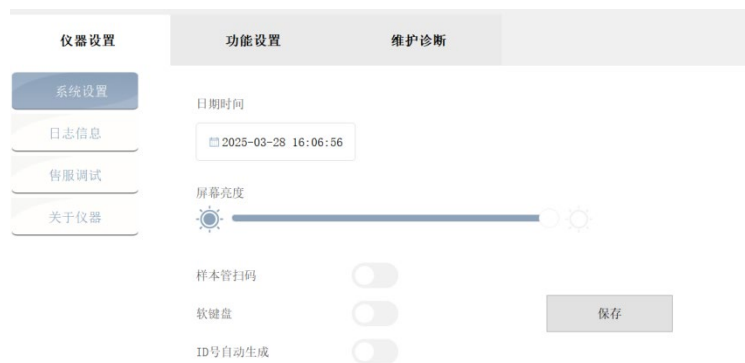 仪器设置 功能设置 维护诊断
系统设置
日志信息
售服调试
关于仪器
日期时间
2025-03-28 16:06:56
屏幕亮度
样本管扫码
软键盘
保存
ID号自动生成